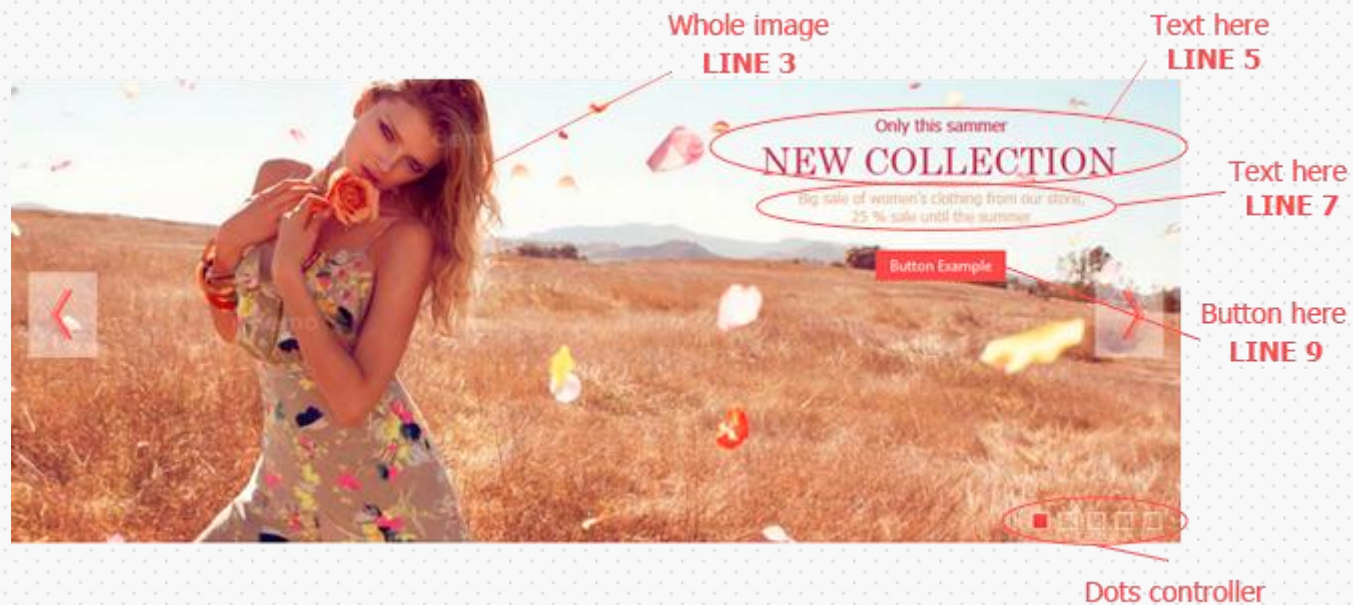 Whole image
LINE 3
Text here
LINE 5
Only this sammer
NEW COLLECTION
Big sale of women's clothing from our store,
25 % sale until the summer
Text here
LINE 7
Button Example
Button here
LINE 9
Dots controller